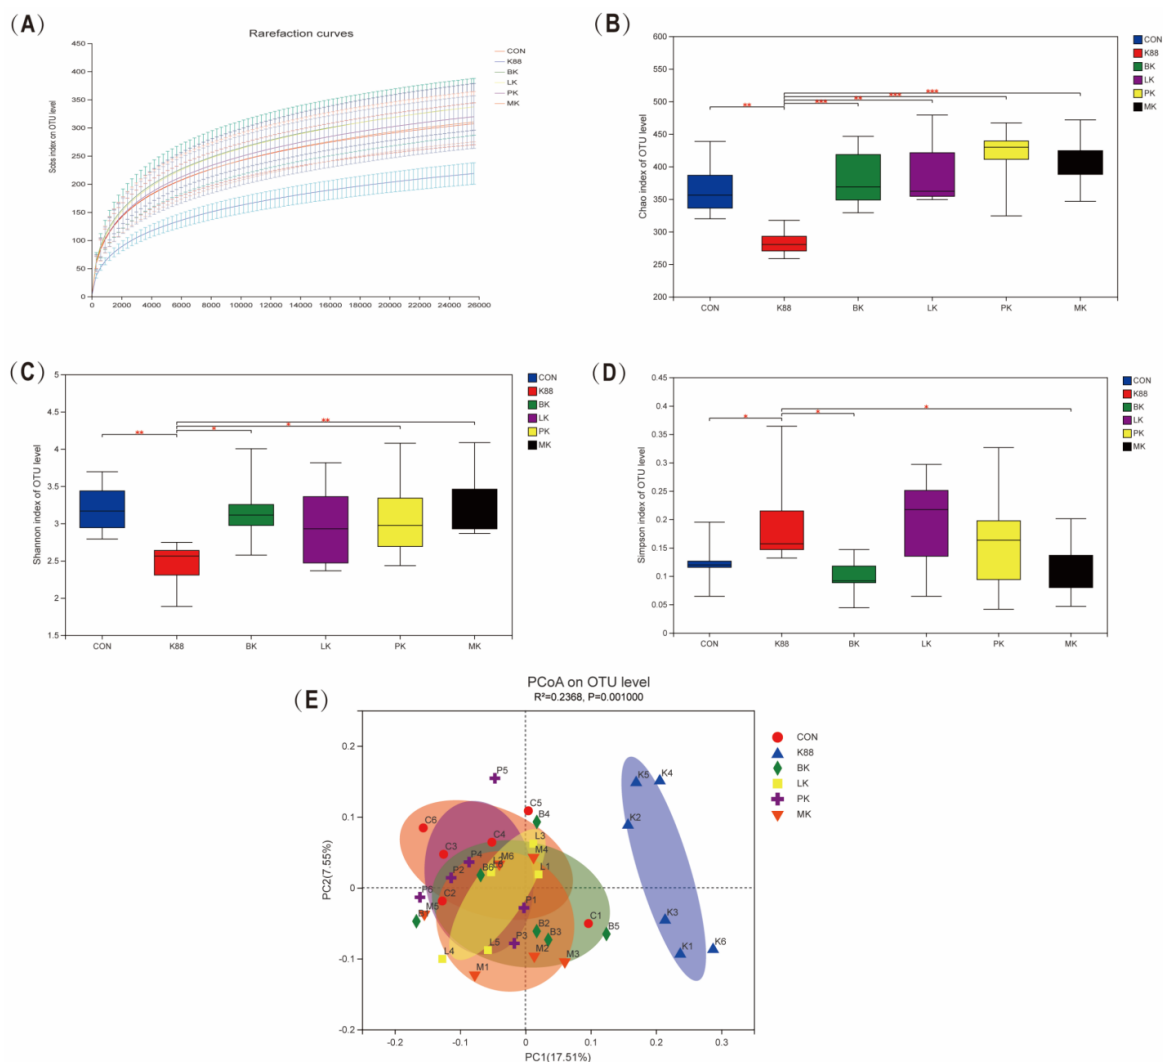 (A)
Rarefaction curves
Sobs index on OTU level
450
400
350
300
250
200
150
100
50
0
0 2000 4000 6000 8000 10000 12000 14000 16000 18000 20000 22000 24000 26000
CON
K88
BK
LK
PK
MK
(B)
Chao index of OTU level
600
550
500
450
400
350
300
250
200
** *** ** *** ***
CON K88 BK LK PK MK
CON
K88
BK
LK
PK
MK
(C)
Shannon index of OTU level
5
4.5
4
3.5
3
2.5
2
1.5
** * * **
CON K88 BK LK PK MK
CON
K88
BK
LK
PK
MK
(D)
Simpson index of OTU level
0.45
0.4
0.35
0.3
0.25
0.2
0.15
0.1
0.05
0
* * *
CON K88 BK LK PK MK
CON
K88
BK
LK
PK
MK
(E)
PCoA on OTU level
R²=0.2368, P=0.001000
PC2(7.55%)
0.2
0.1
0
-0.1
-0.2
-0.2 -0.1 0 0.1 0.2 0.3
PC1(17.51%)
P5
K5 K4
C5
B4
K2
C6
C4
L3
C3
P4
M6
M4
P2
B6
L1
C2
M5
P1
C1
K3
B2
B3
B5
P3
L5
M2
K1
K6
L4
M1
M3
CON
K88
BK
LK
PK
MK